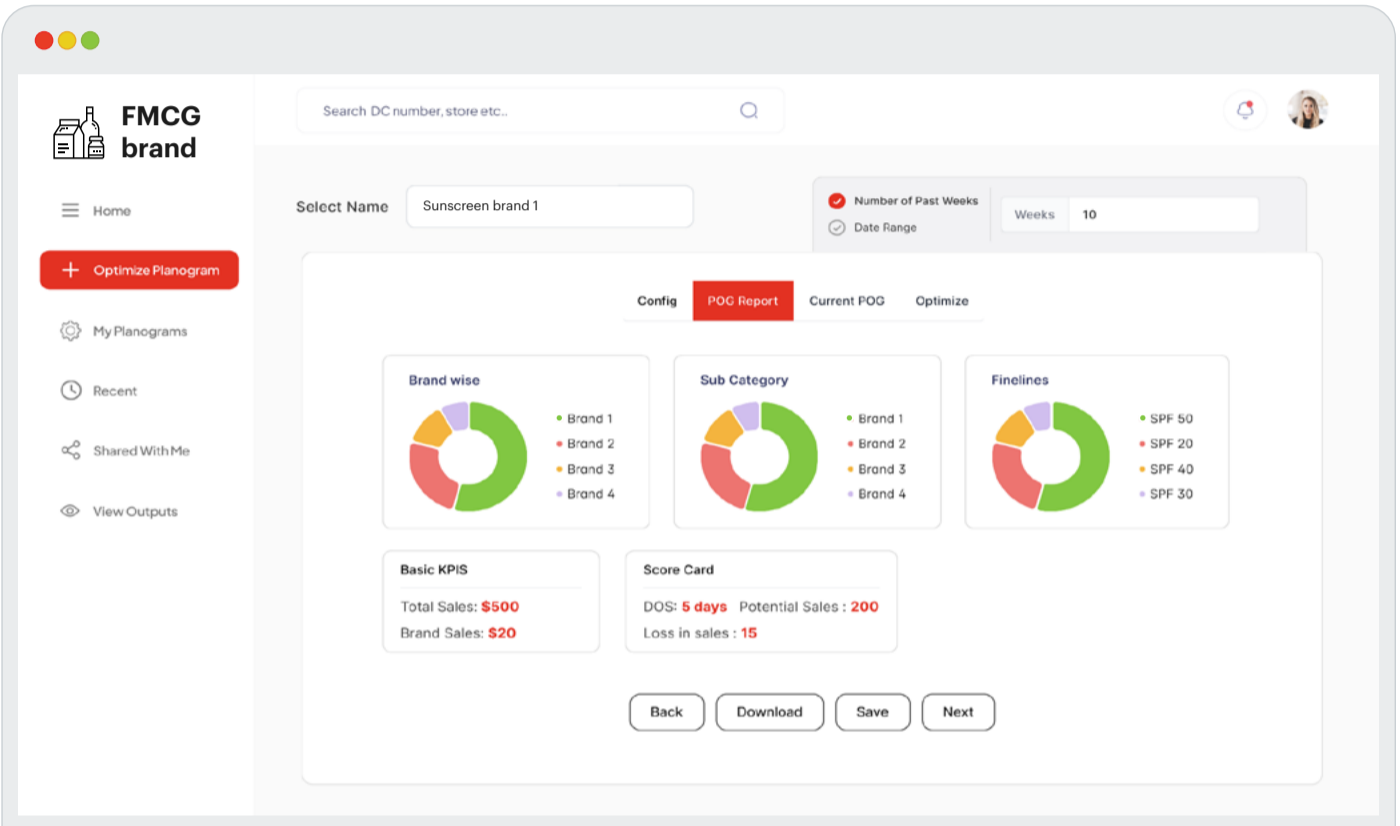 FMCG
brand
Search DC number, store etc..
Home
Optimize Planogram
My Planograms
Recent
Shared With Me
View Outputs
Select Name
Sunscreen brand 1
Number of Past Weeks
Date Range
Weeks 10
Config POG Report Current POG Optimize
Brand wise
Brand 1
Brand 2
Brand 3
Brand 4
Sub Category
Brand 1
Brand 2
Brand 3
Brand 4
Finelines
SPF 50
SPF 20
SPF 40
SPF 30
Basic KPIS
Total Sales: $500
Brand Sales: $20
Score Card
DOS: 5 days Potential Sales : 200
Loss in sales : 15
Back Download Save Next